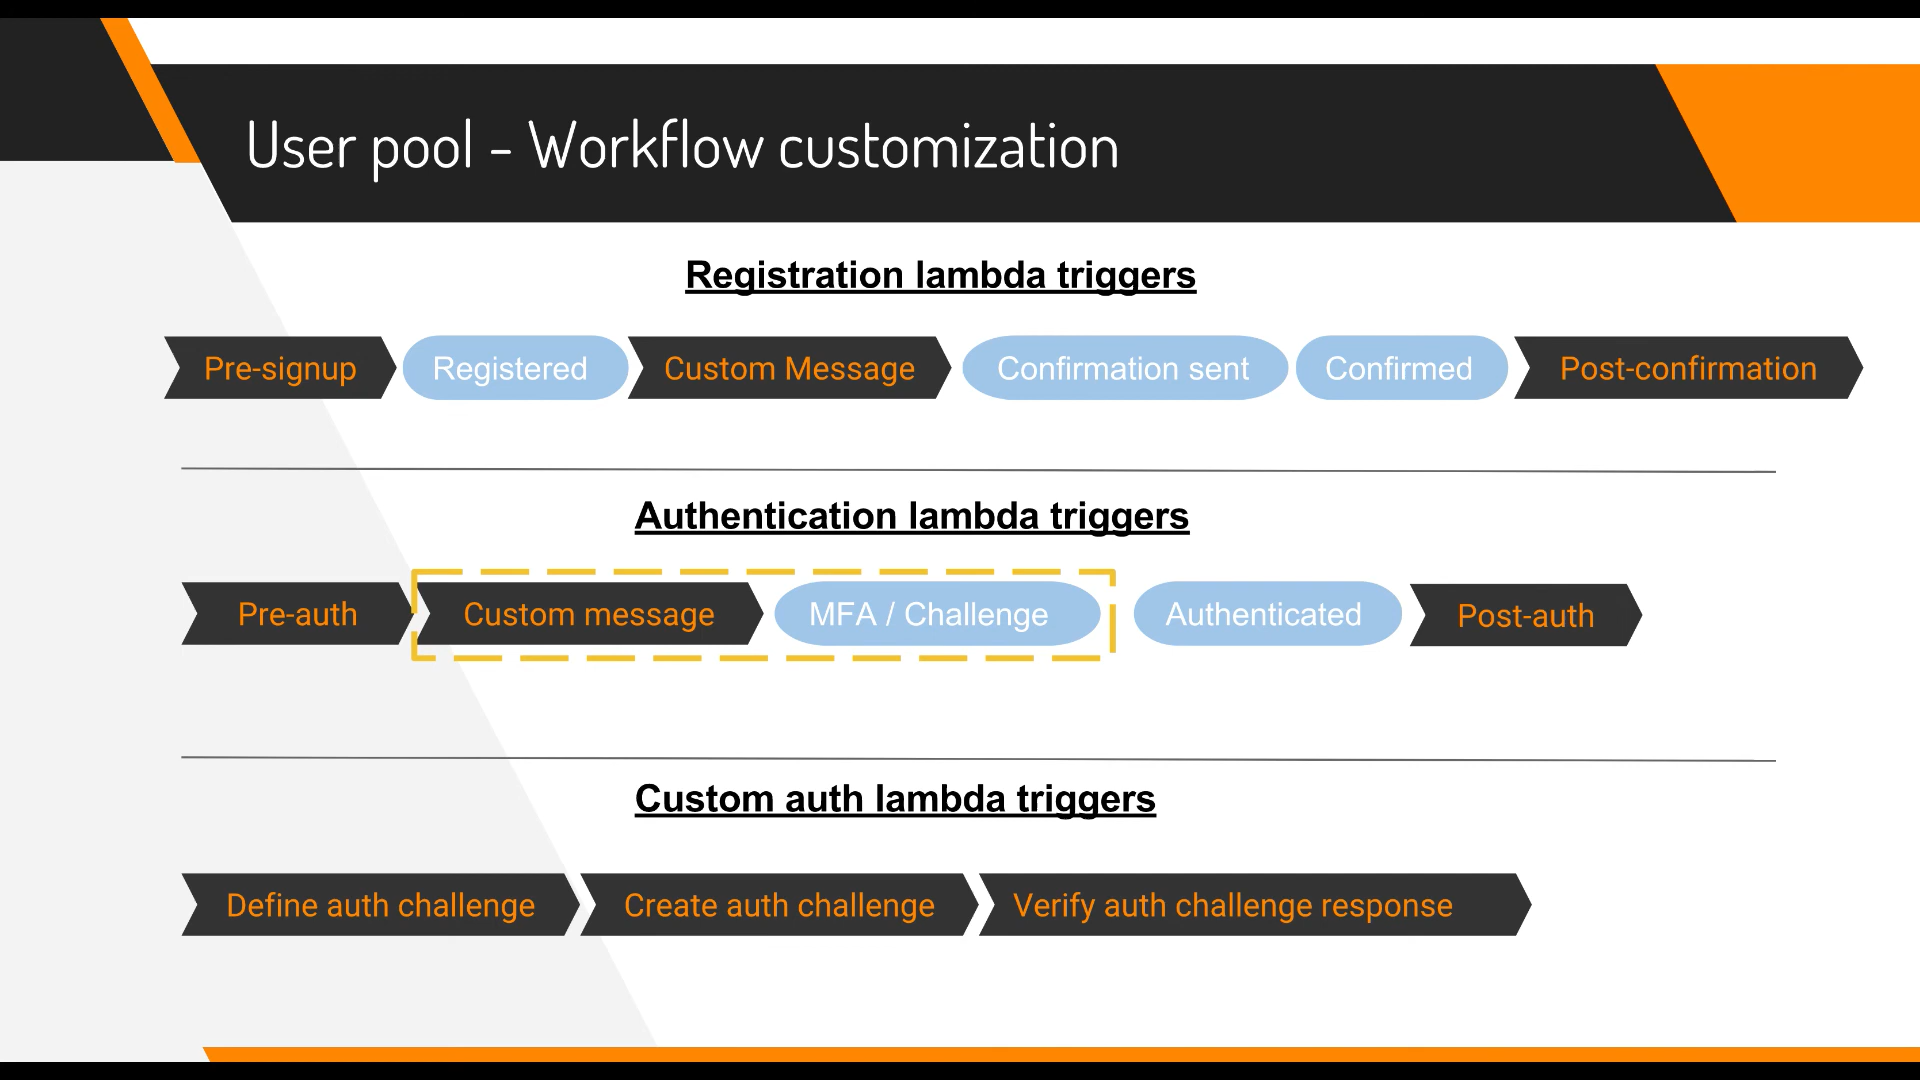 User pool - Workflow customization
Registration lambda triggers
Pre-signup Registered Custom Message Confirmation sent Confirmed Post-confirmation
Authentication lambda triggers
Pre-auth Custom message MFA / Challenge Authenticated Post-auth
Custom auth lambda triggers
Define auth challenge Create auth challenge Verify auth challenge response